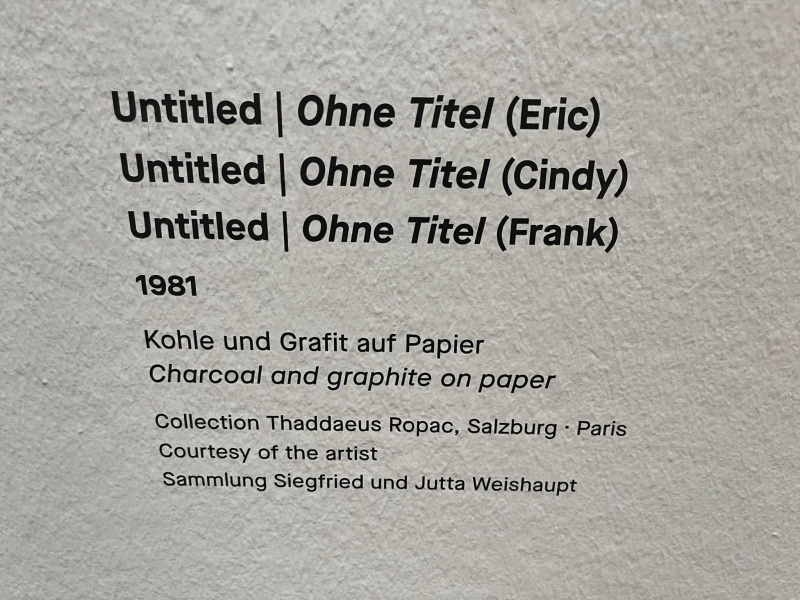 Untitled | Ohne Titel (Eric)
Untitled | Ohne Titel (Cindy)
Untitled | Ohne Titel (Frank)
1981
Kohle und Grafit auf Papier
Charcoal and graphite on paper
Collection Thaddaeus Ropac, Salzburg · Paris
Courtesy of the artist
Sammlung Siegfried und Jutta Weishaupt